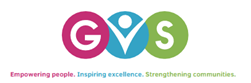 GVS
Empowering people. Inspiring excellence. Strengthening communities.